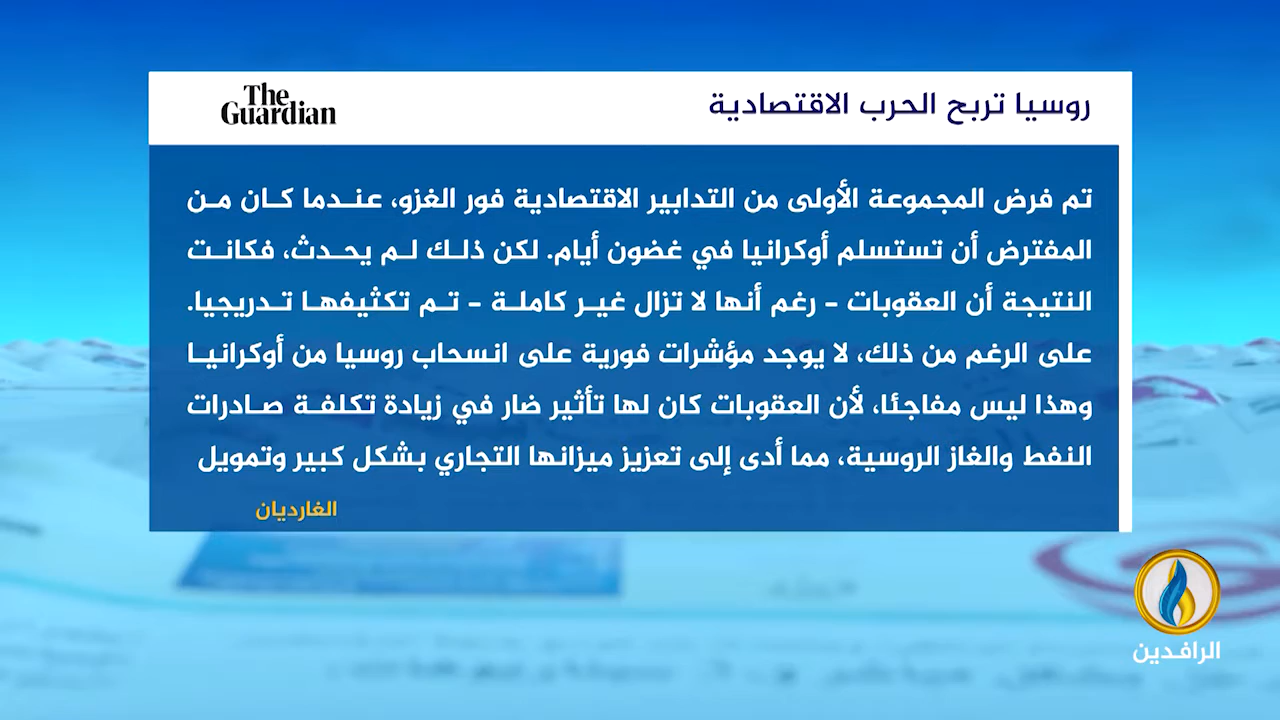 The
Guardian
روسيا تربح الحرب الاقتصادية
تم فرض المجموعة الأولى من التدابير الاقتصادية فور الغزو، عندما كان من
المفترض أن تستسلم أوكرانيا في غضون أيام. لكن ذلك لم يحدث، فكانت
النتيجة أن العقوبات - رغم أنها لا تزال غير كاملة - تم تكثيفها تدريجيا.
على الرغم من ذلك، لا يوجد مؤشرات فورية على انسحاب روسيا من أوكرانيا
وهذا ليس مفاجئا، لأن العقوبات كان لها تأثير ضار في زيادة تكلفة صادرات
النفط والغاز الروسية، مما أدى إلى تعزيز ميزانها التجاري بشكل كبير وتمويل
الغارديان
الرافدين